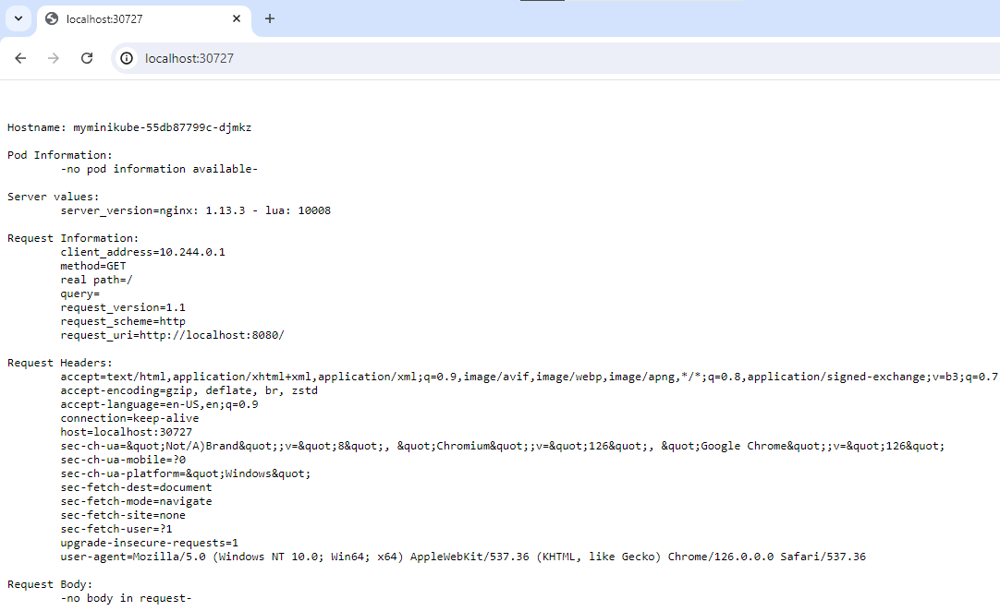 localhost:30727
localhost:30727
Hostname: myminikube-55db87799c-djmkz
Pod Information:
-no pod information available-
Server values:
server_version=nginx: 1.13.3 - lua: 10008
Request Information:
client_address=10.244.0.1
method=GET
real path=/
query=
request_version=1.1
request_scheme=http
request_uri=http://localhost:8080/
Request Headers:
accept=text/html,application/xhtml+xml,application/xml;q=0.9,image/avif,image/webp,image/apng,*/*;q=0.8,application/signed-exchange;v=b3;q=0.7
accept-encoding=gzip, deflate, br, zstd
accept-language=en-US,en;q=0.9
connection=keep-alive
host=localhost:30727
sec-ch-ua=&quot;Not/A)Brand&quot;;v=&quot;8&quot;, &quot;Chromium&quot;;v=&quot;126&quot;, &quot;Google Chrome&quot;;v=&quot;126&quot;
sec-ch-ua-mobile=?0
sec-ch-ua-platform=&quot;Windows&quot;
sec-fetch-dest=document
sec-fetch-mode=navigate
sec-fetch-site=none
sec-fetch-user=?1
upgrade-insecure-requests=1
user-agent=Mozilla/5.0 (Windows NT 10.0; Win64; x64) AppleWebKit/537.36 (KHTML, like Gecko) Chrome/126.0.0.0 Safari/537.36
Request Body:
-no body in request-